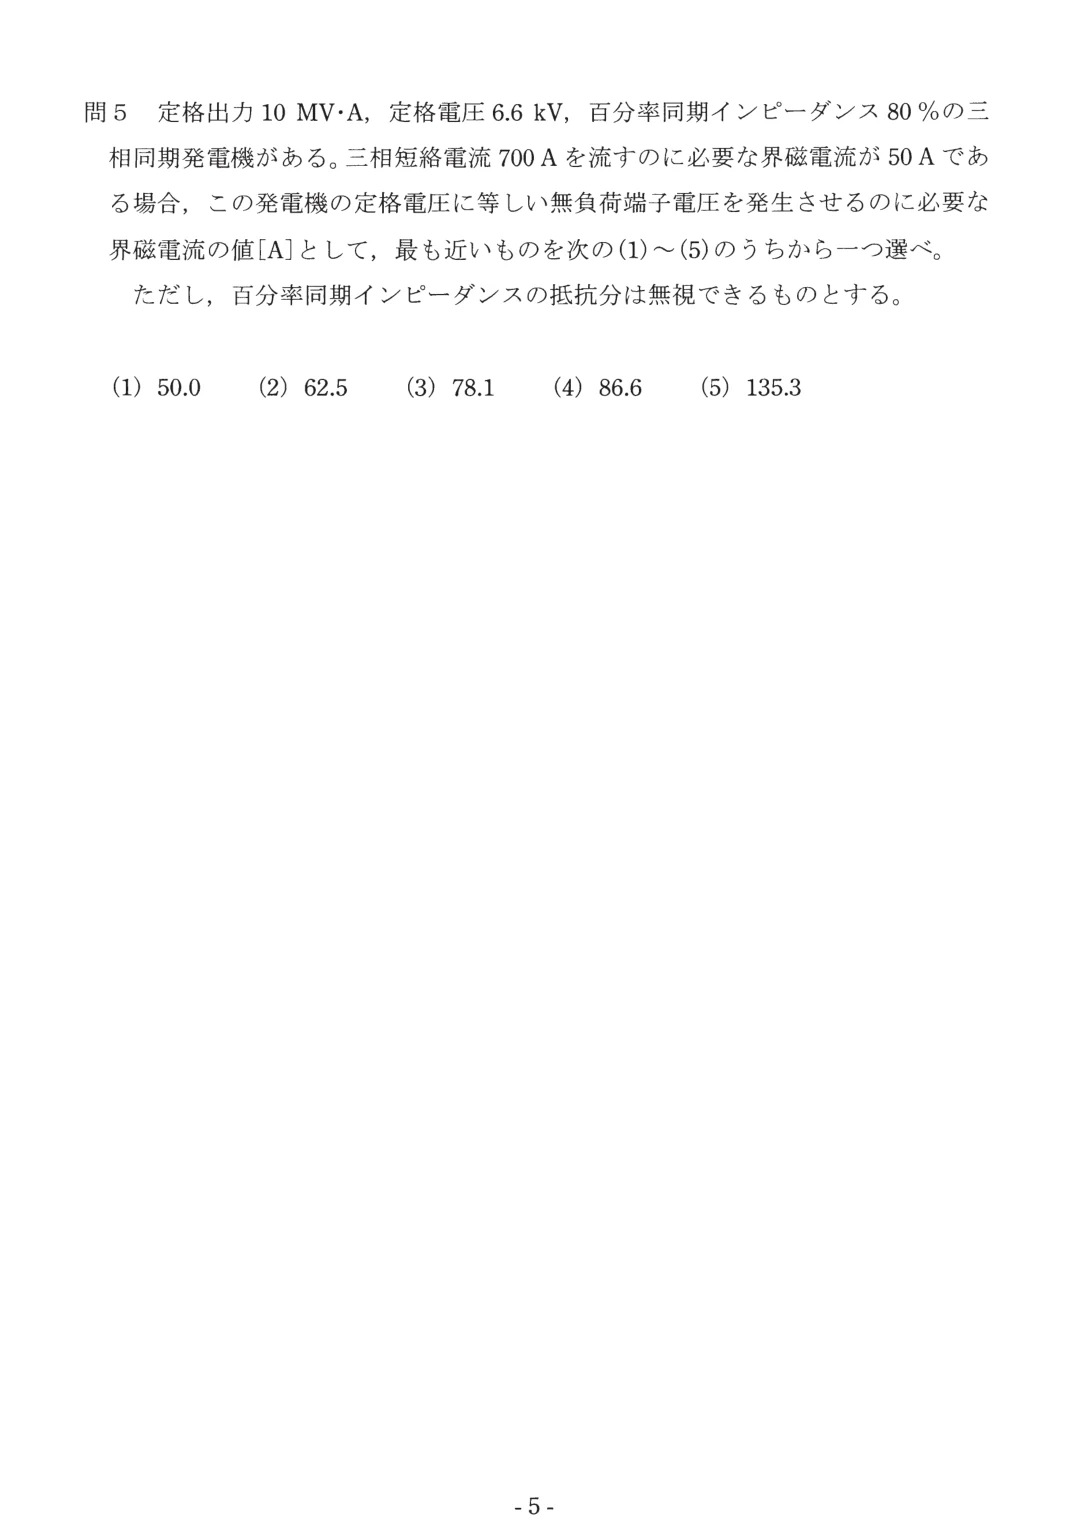 問５　定格出力 10 MV·A，定格電圧 6.6 kV，百分率同期インピーダンス 80 %の三
相同期発電機がある。三相短絡電流 700 A を流すのに必要な界磁電流が 50 A であ
る場合，この発電機の定格電圧に等しい無負荷端子電圧を発生させるのに必要な
界磁電流の値[A]として，最も近いものを次の(1)～(5)のうちから一つ選べ。
ただし，百分率同期インピーダンスの抵抗分は無視できるものとする。
(1) 50.0　(2) 62.5　(3) 78.1　(4) 86.6　(5) 135.3
- 5 -